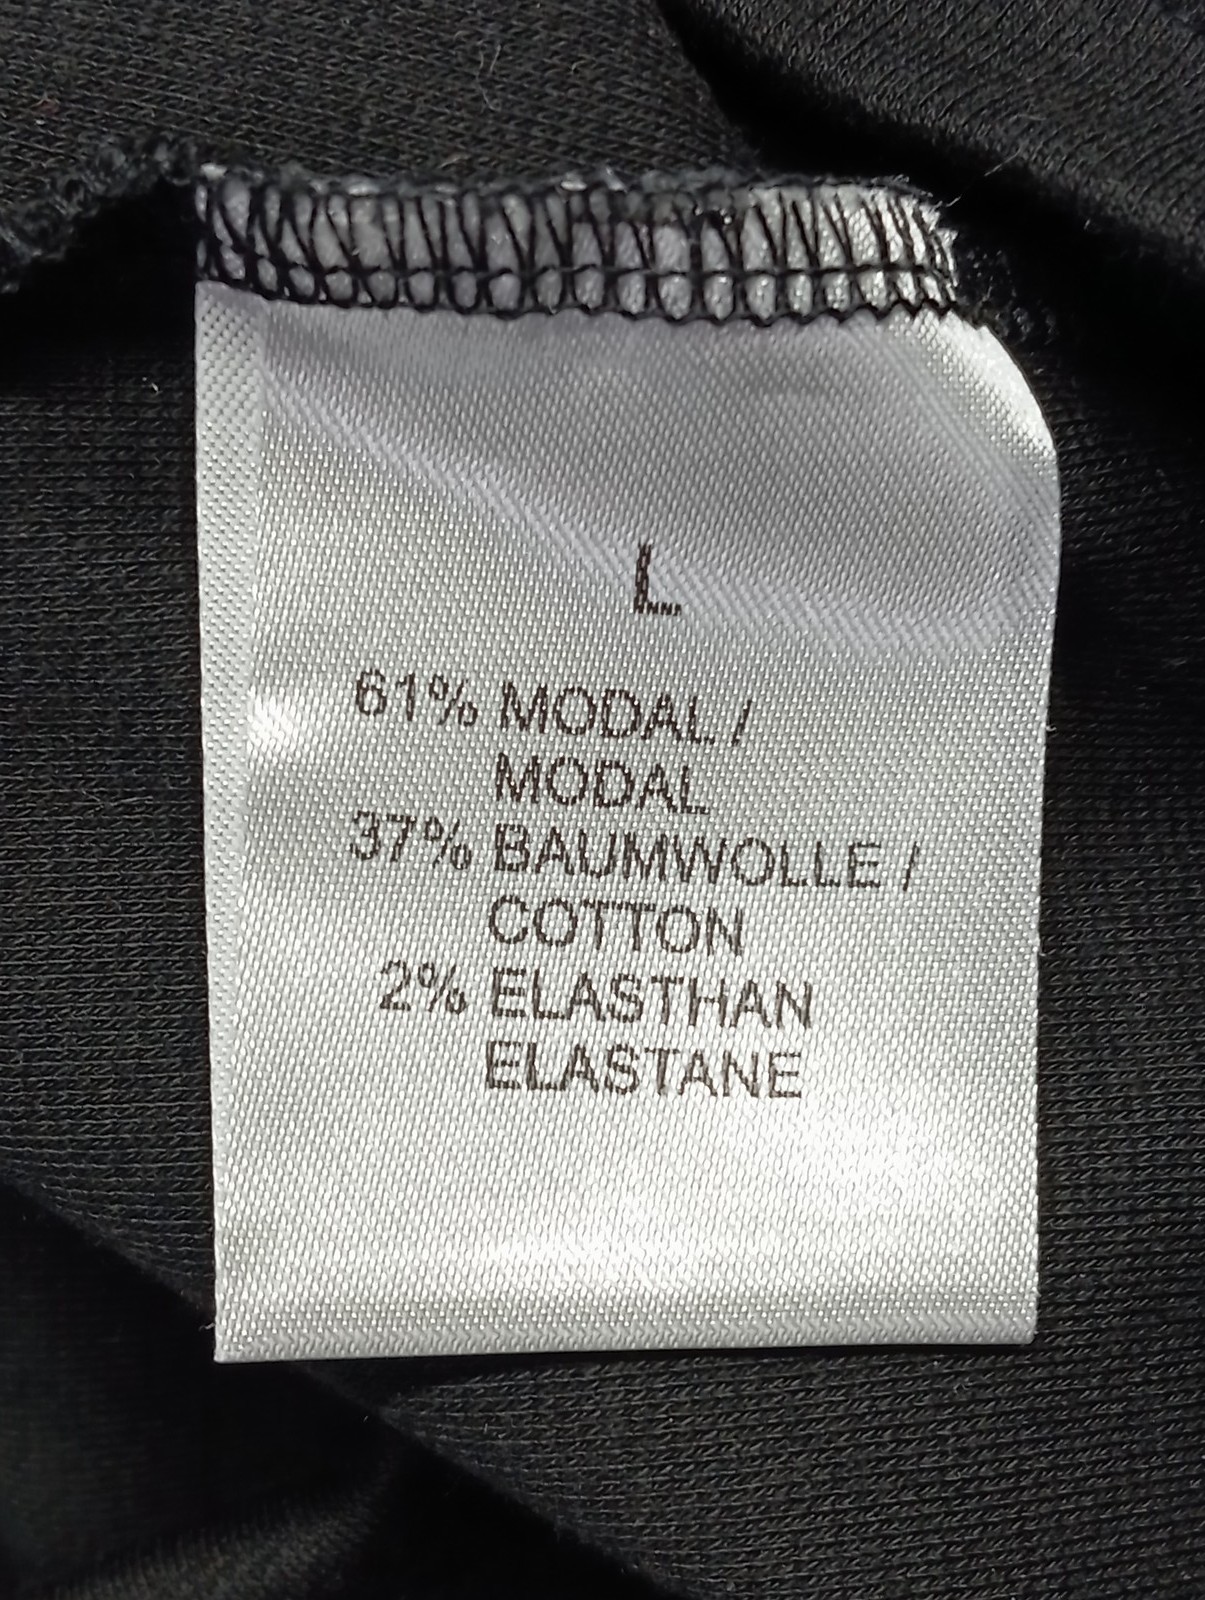 L
61% MODAL /
MODAL
37% BAUMWOLLE /
COTTON
2% ELASTHAN
ELASTANE